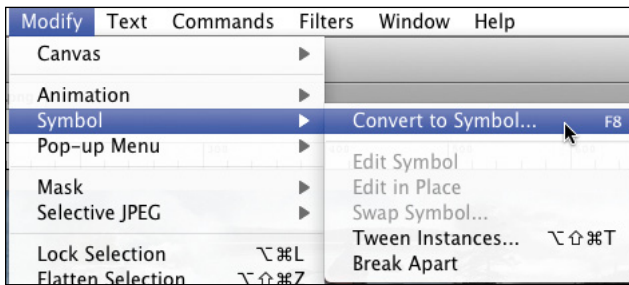 Modify Text Commands Filters Window Help
Canvas ▶
Animation ▶
Symbol ▶
Convert to Symbol... F8
Pop-up Menu ▶
Edit Symbol
Edit in Place
Mask ▶
Selective JPEG ▶
Swap Symbol...
Tween Instances... ⌥⇧⌘T
Lock Selection ⌥⌘L
Break Apart
Flatten Selection ⌥⇧⌘Z